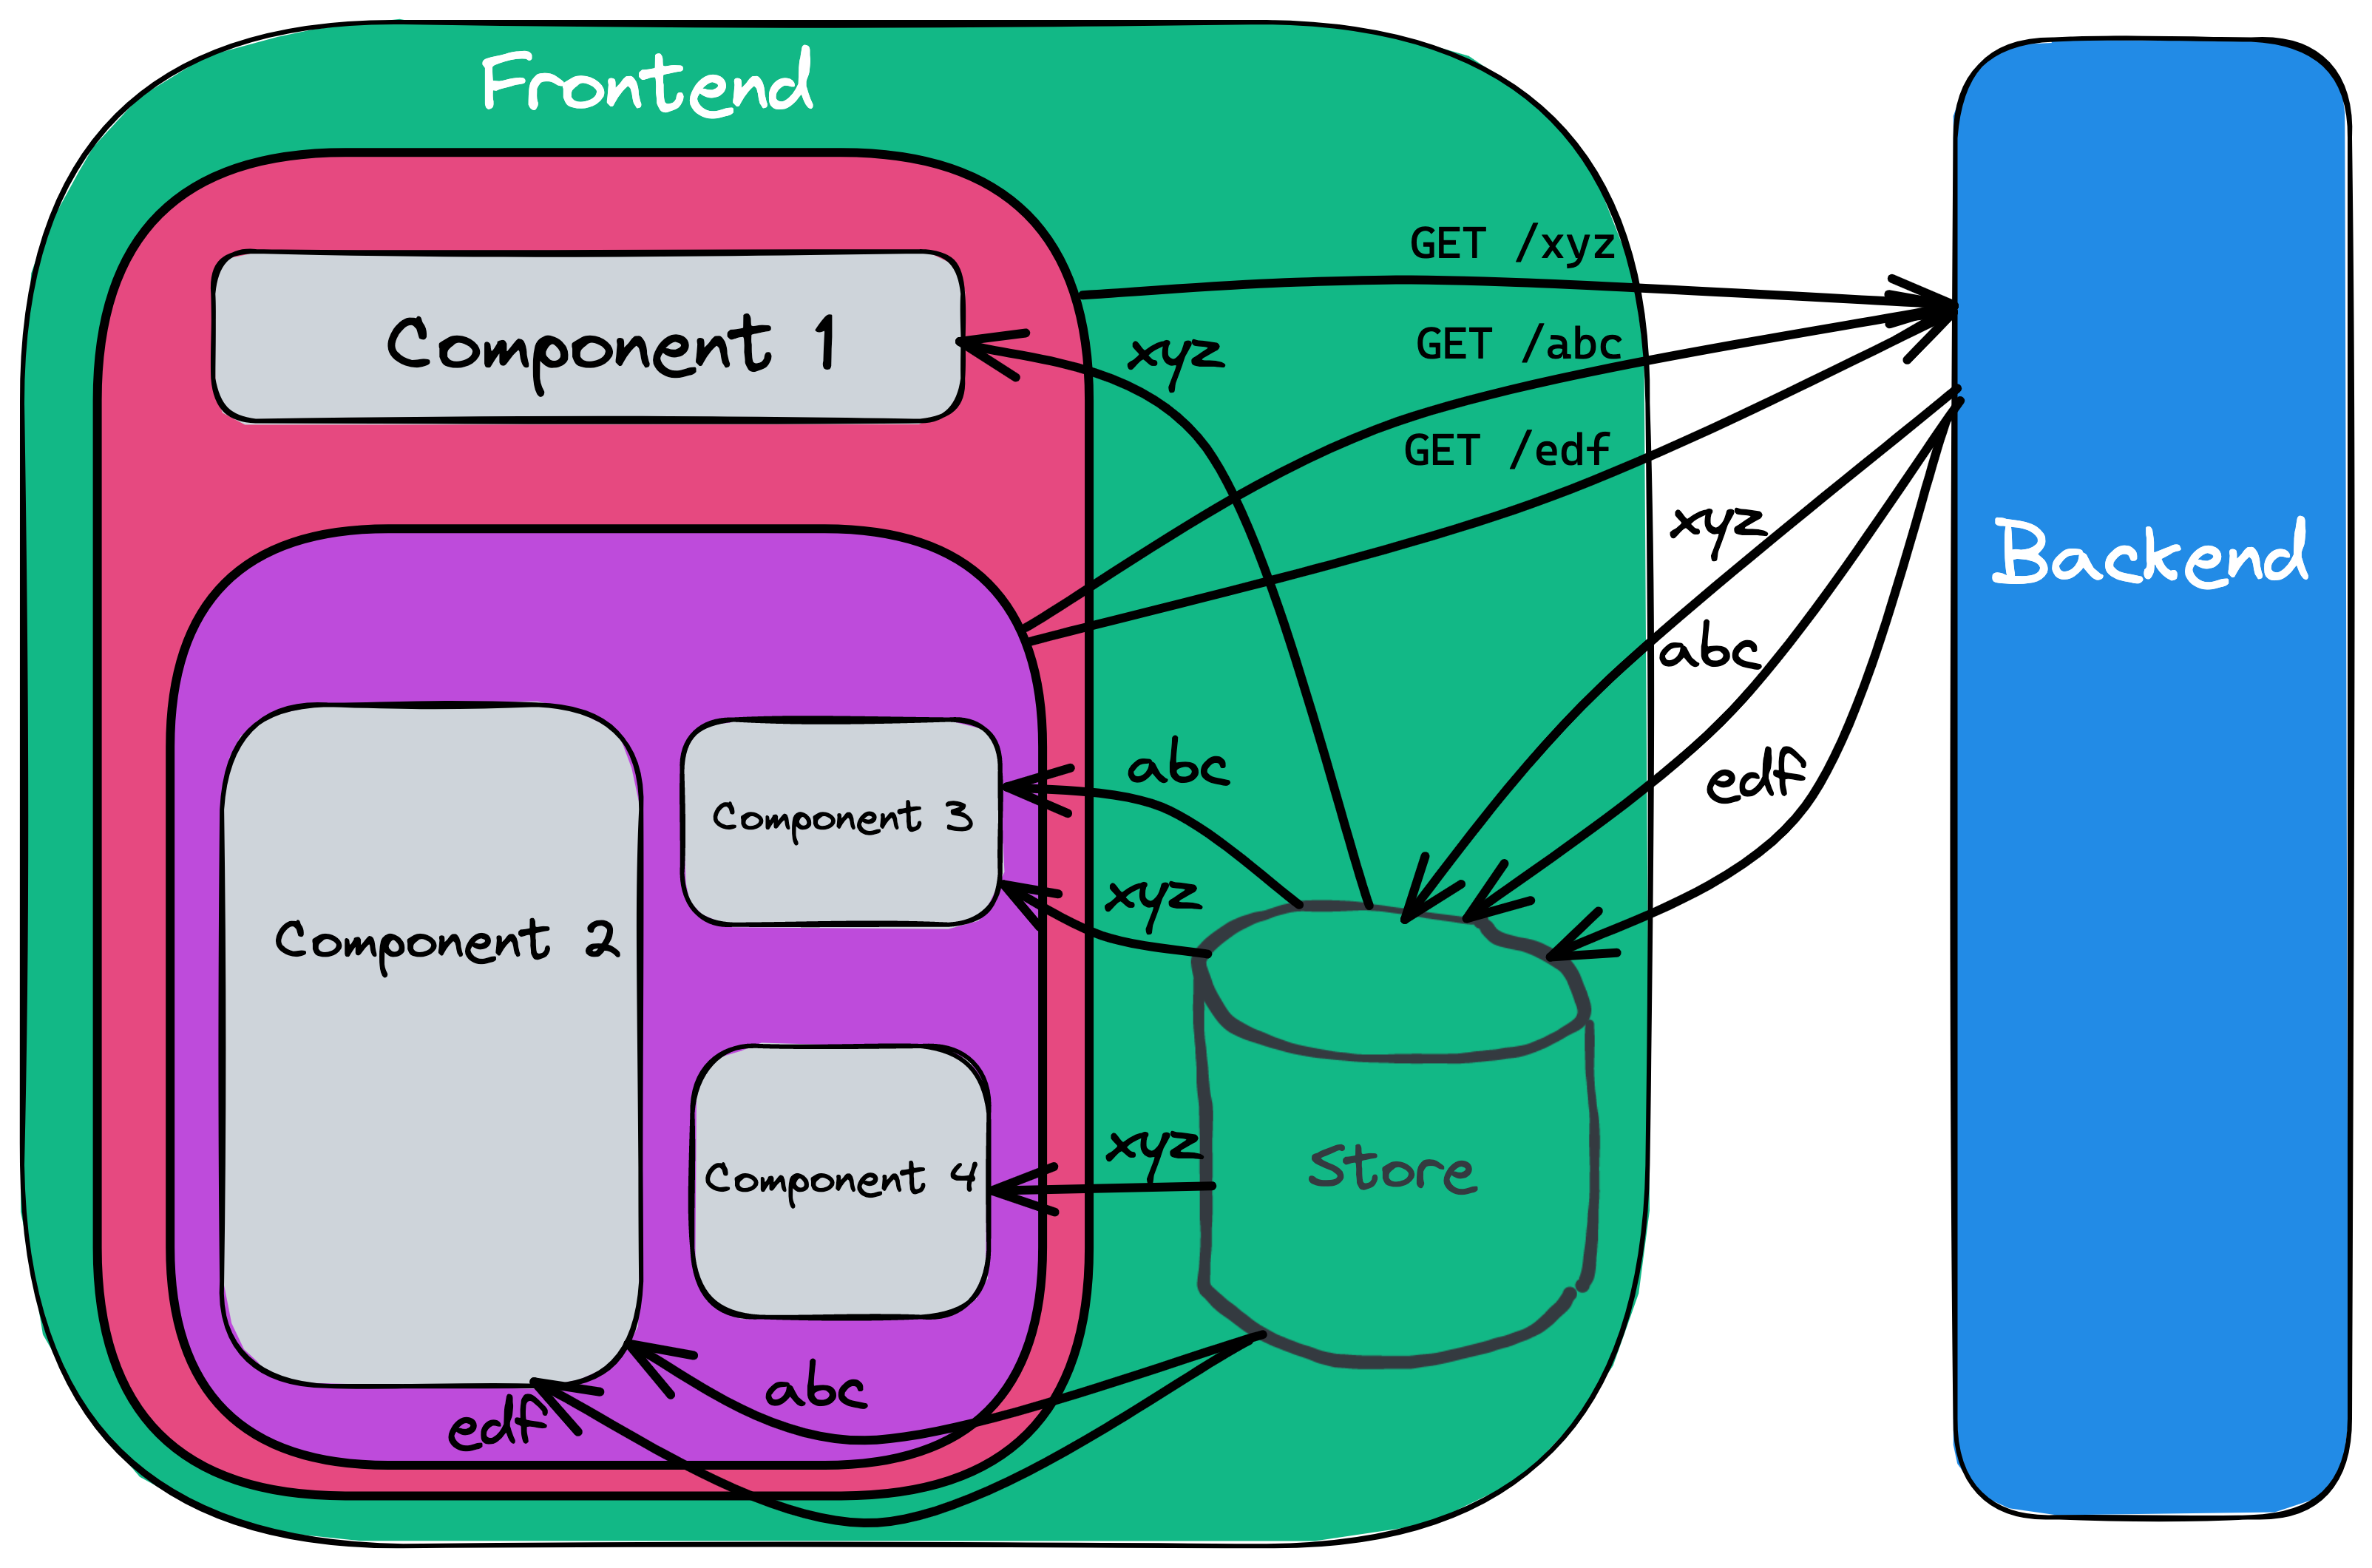 Frontend
GET /xyz
Component 1
xyz
GET /abc
GET /edf
xyz
Backend
abc
abc
edf
Component 3
xyz
Component 2
xyz
Component 4
Store
abc
edf